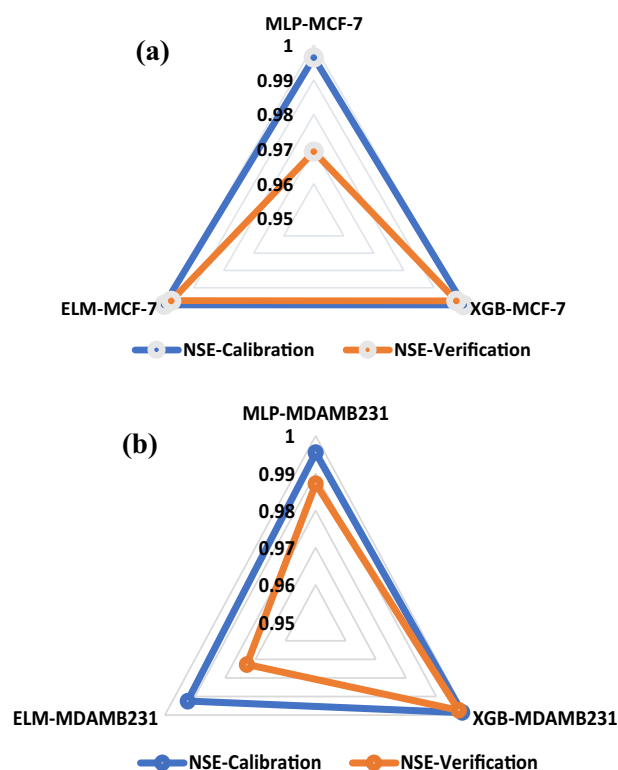 (a)
MLP-MCF-7
1
0.99
0.98
0.97
0.96
0.95
ELM-MCF-7
XGB-MCF-7
NSE-Calibration NSE-Verification
(b)
MLP-MDAMB231
1
0.99
0.98
0.97
0.96
0.95
ELM-MDAMB231
XGB-MDAMB231
NSE-Calibration NSE-Verification